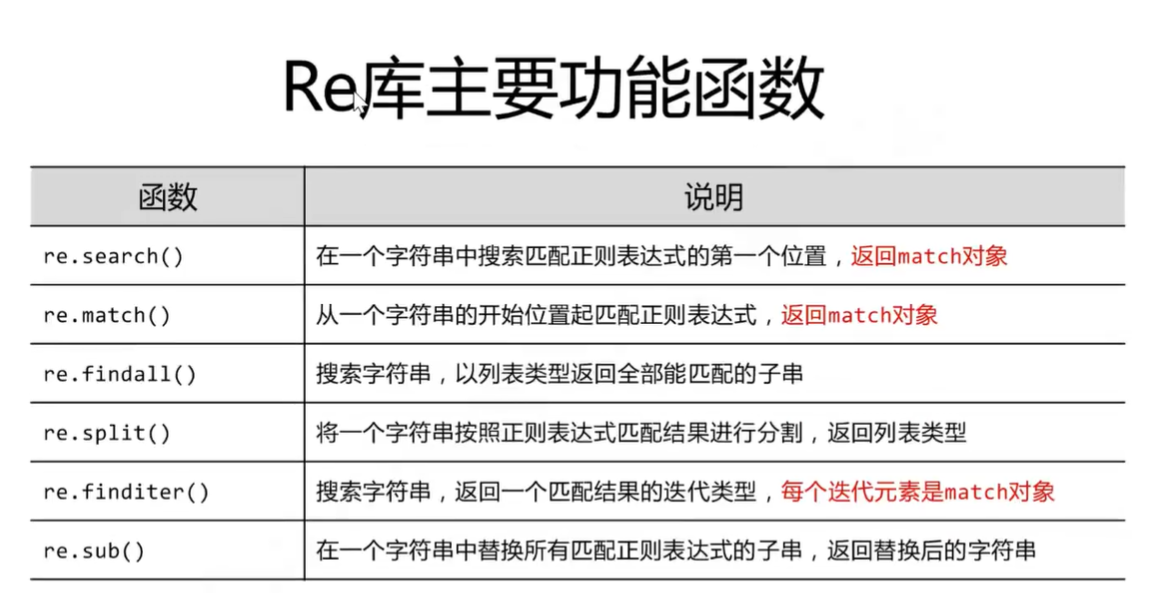 Re库主要功能函数
函数 说明
re.search() 在一个字符串中搜索匹配正则表达式的第一个位置，返回match对象
re.match() 从一个字符串的开始位置起匹配正则表达式，返回match对象
re.findall() 搜索字符串，以列表类型返回全部能匹配的子串
re.split() 将一个字符串按照正则表达式匹配结果进行分割，返回列表类型
re.finditer() 搜索字符串，返回一个匹配结果的迭代类型，每个迭代元素是match对象
re.sub() 在一个字符串中替换所有匹配正则表达式的子串，返回替换后的字符串